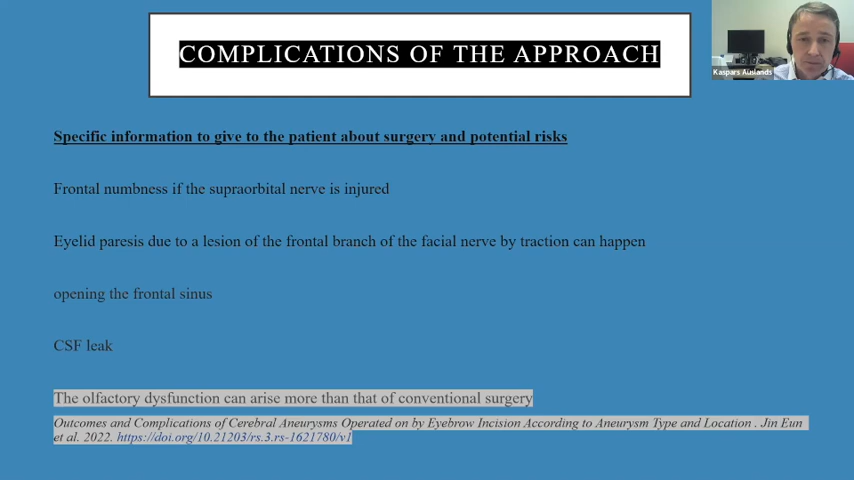 COMPLICATIONS OF THE APPROACH
Kaspars Auslands
Specific information to give to the patient about surgery and potential risks
Frontal numbness if the supraorbital nerve is injured
Eyelid paresis due to a lesion of the frontal branch of the facial nerve by traction can happen
opening the frontal sinus
CSF leak
The olfactory dysfunction can arise more than that of conventional surgery
Outcomes and Complications of Cerebral Aneurysms Operated on by Eyebrow Incision According to Aneurysm Type and Location . Jin Eun
et al. 2022. https://doi.org/10.21203/rs.3.rs-1621780/v1